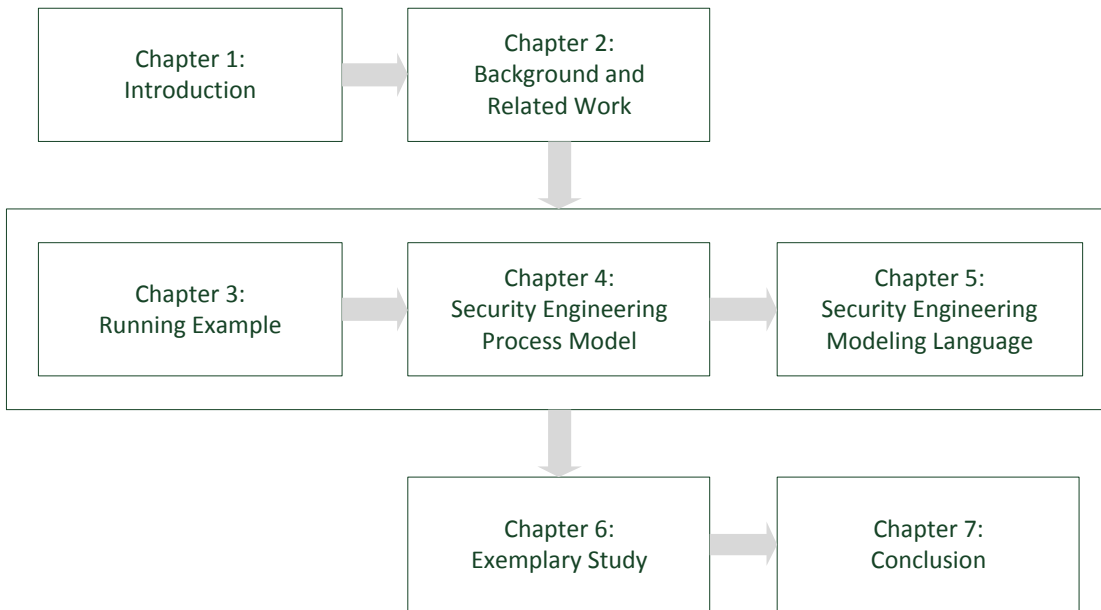 Chapter 1:
Introduction
Chapter 2:
Background and
Related Work
Chapter 3:
Running Example
Chapter 4:
Security Engineering
Process Model
Chapter 5:
Security Engineering
Modeling Language
Chapter 6:
Exemplary Study
Chapter 7:
Conclusion